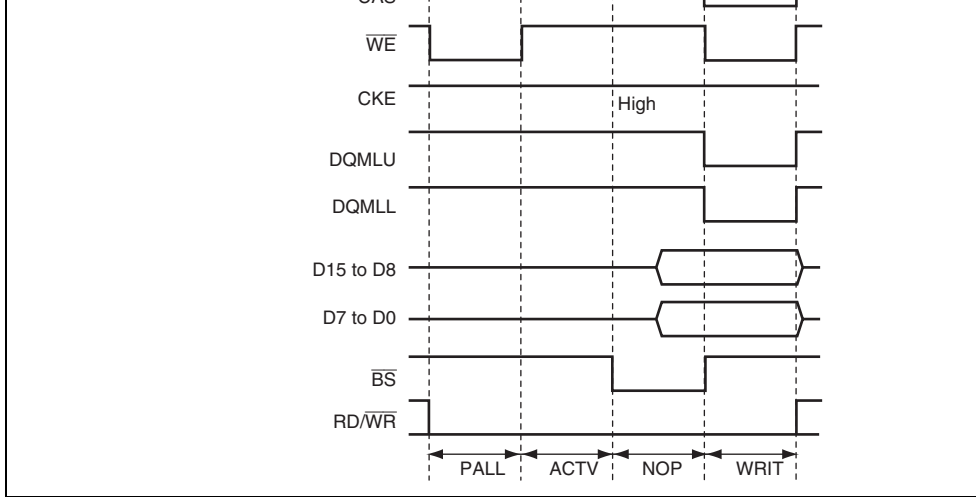 WE
CKE
High
DQMLU
DQMLL
D15 to D8
D7 to D0
BS
RD/WR
PALL ACTV NOP WRIT